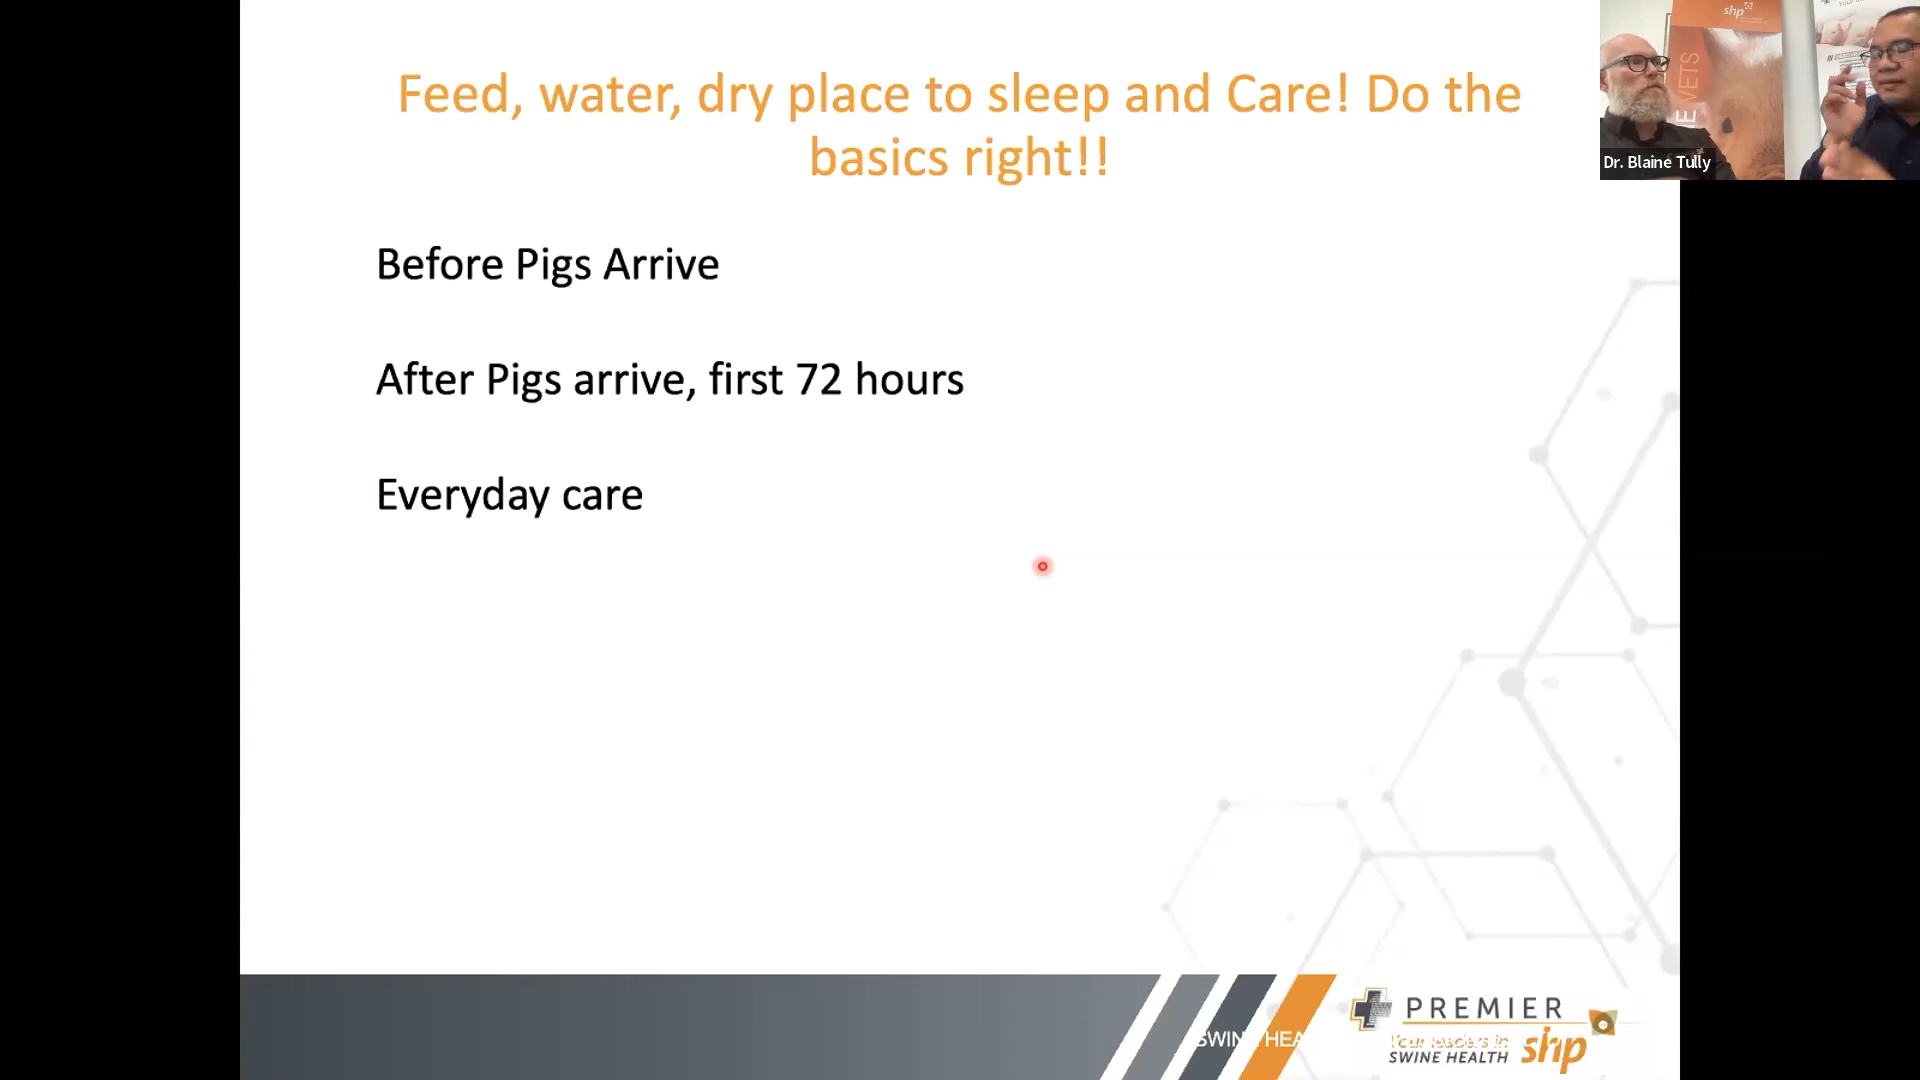 Feed, water, dry place to sleep and Care! Do the
basics right!!
Before Pigs Arrive
After Pigs arrive, first 72 hours
Everyday care
shp
VETS
Dr. Blaine Tully
PREMIER
SWINE HEALTH
shp